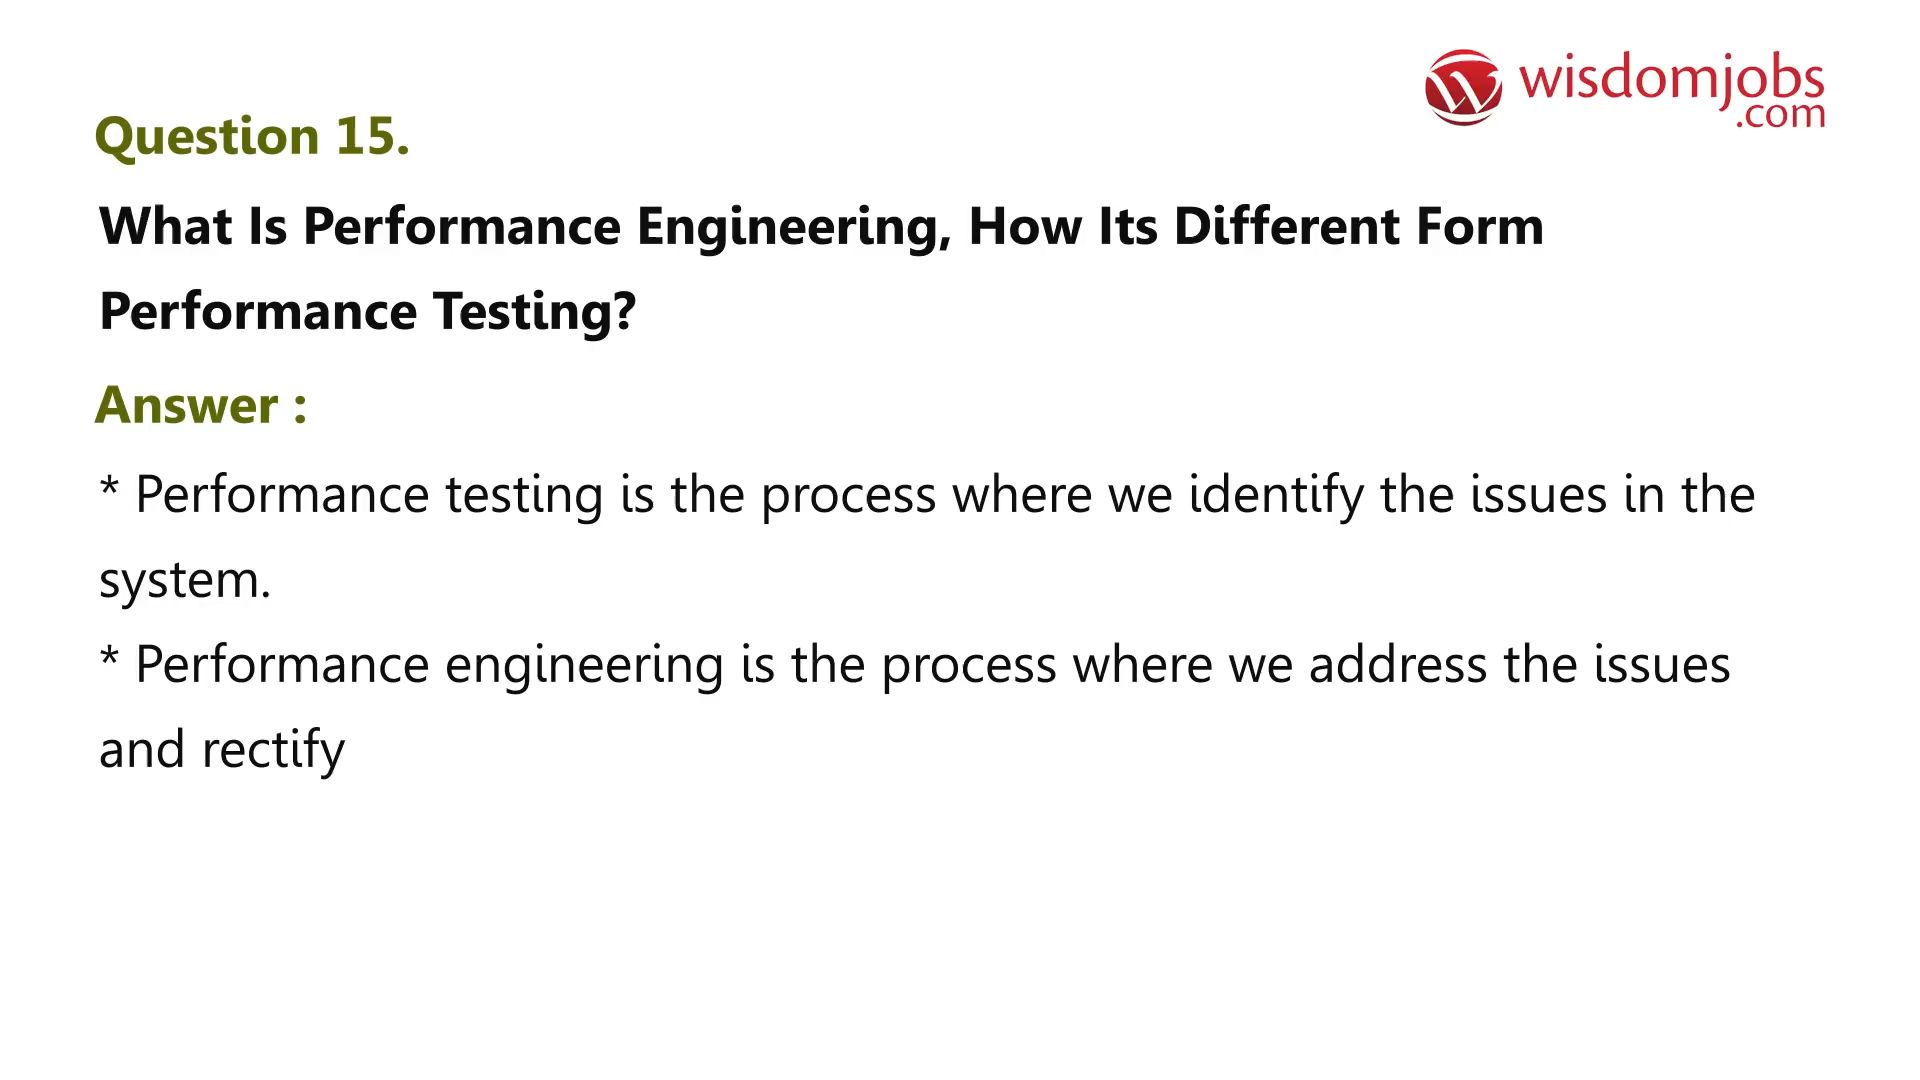 wisdomjobs
.com
Question 15.
What Is Performance Engineering, How Its Different Form
Performance Testing?
Answer :
* Performance testing is the process where we identify the issues in the
system.
* Performance engineering is the process where we address the issues
and rectify